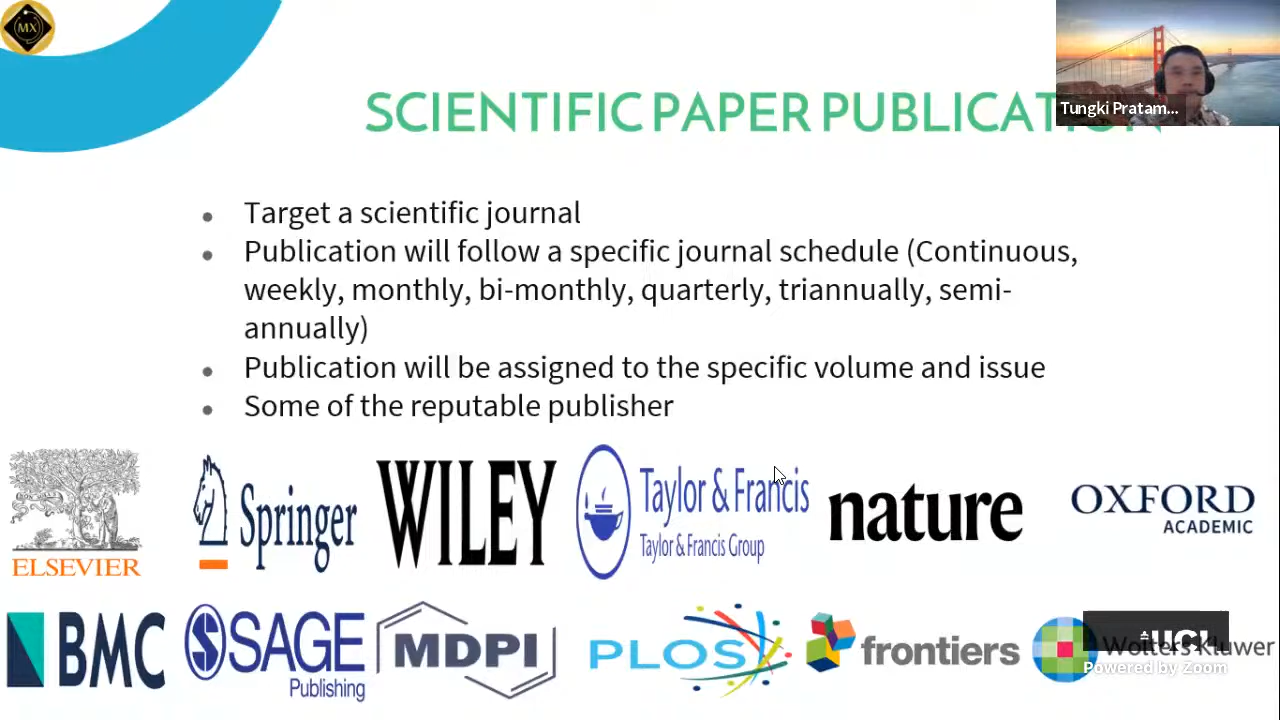 MX
Tungki Pratam...
SCIENTIFIC PAPER PUBLICATION
Target a scientific journal
Publication will follow a specific journal schedule (Continuous,
weekly, monthly, bi-monthly, quarterly, triannually, semi-
annually)
Publication will be assigned to the specific volume and issue
Some of the reputable publisher
ELSEVIER
Springer
WILEY
Taylor & Francis
Taylor & Francis Group
nature
OXFORD
ACADEMIC
BMC
SAGE
Publishing
MDPI
PLOS
frontiers
Wolters Kluwer
Powered by Zoom